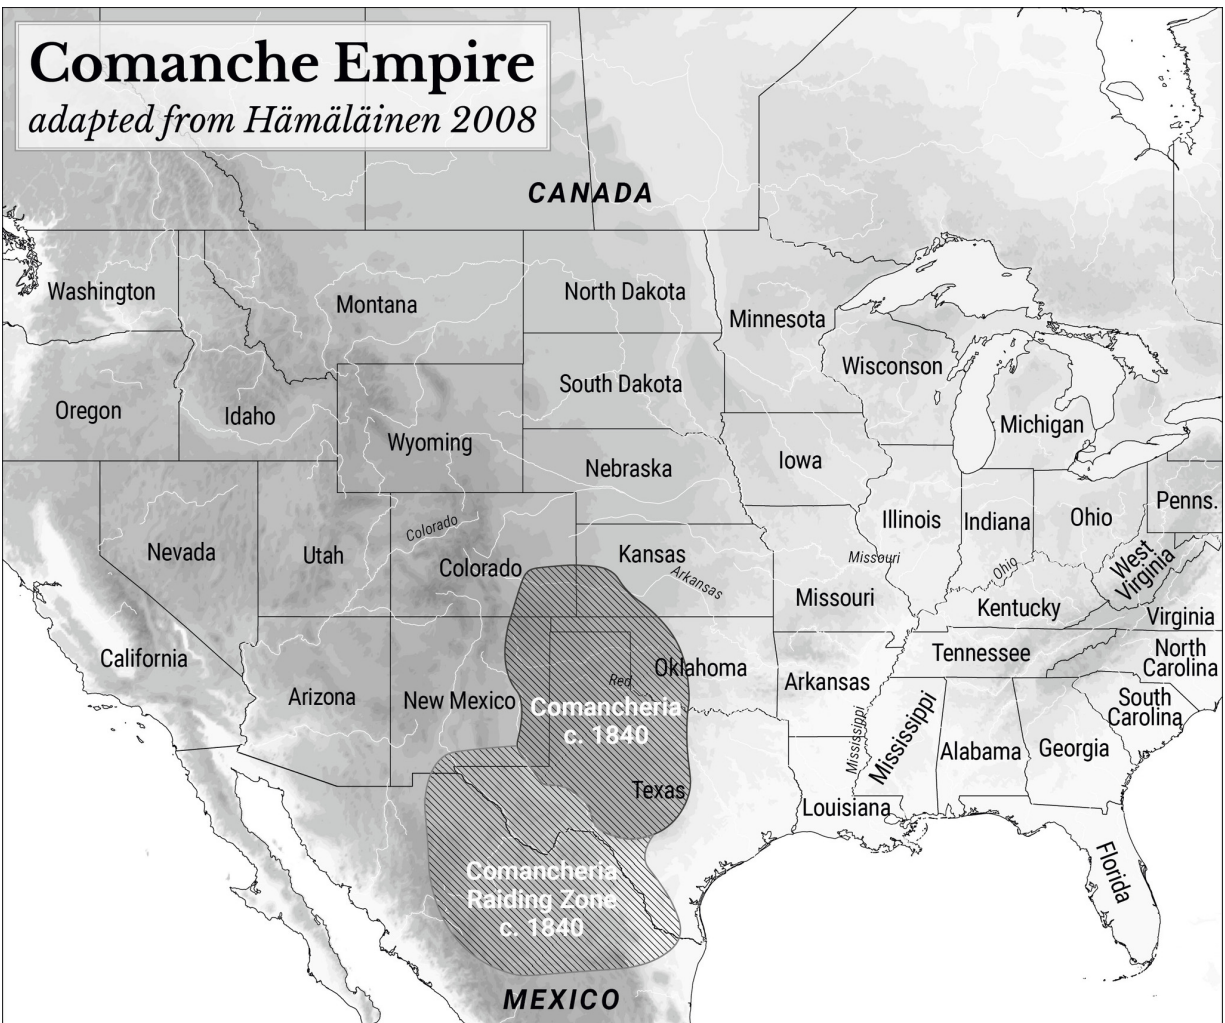 Comanche Empire
adapted from Hämäläinen 2008
CANADA
Washington
Montana
North Dakota
Minnesota
Wisconsin
South Dakota
Oregon
Idaho
Michigan
Wyoming
Nebraska
Iowa
Penns.
Illinois
Indiana
Ohio
Colorado
Nevada
Utah
Colorado
Kansas
Missouri
Ohio
West
Virginia
Arkansas
Missouri
Kentucky
Virginia
California
Tennessee
North
Carolina
Oklahoma
Arizona
New Mexico
Red
Arkansas
South
Carolina
Comancheria
c. 1840
Mississippi
Mississippi
Alabama
Georgia
Texas
Louisiana
Florida
Comancheria
Raiding Zone
c. 1840
MEXICO